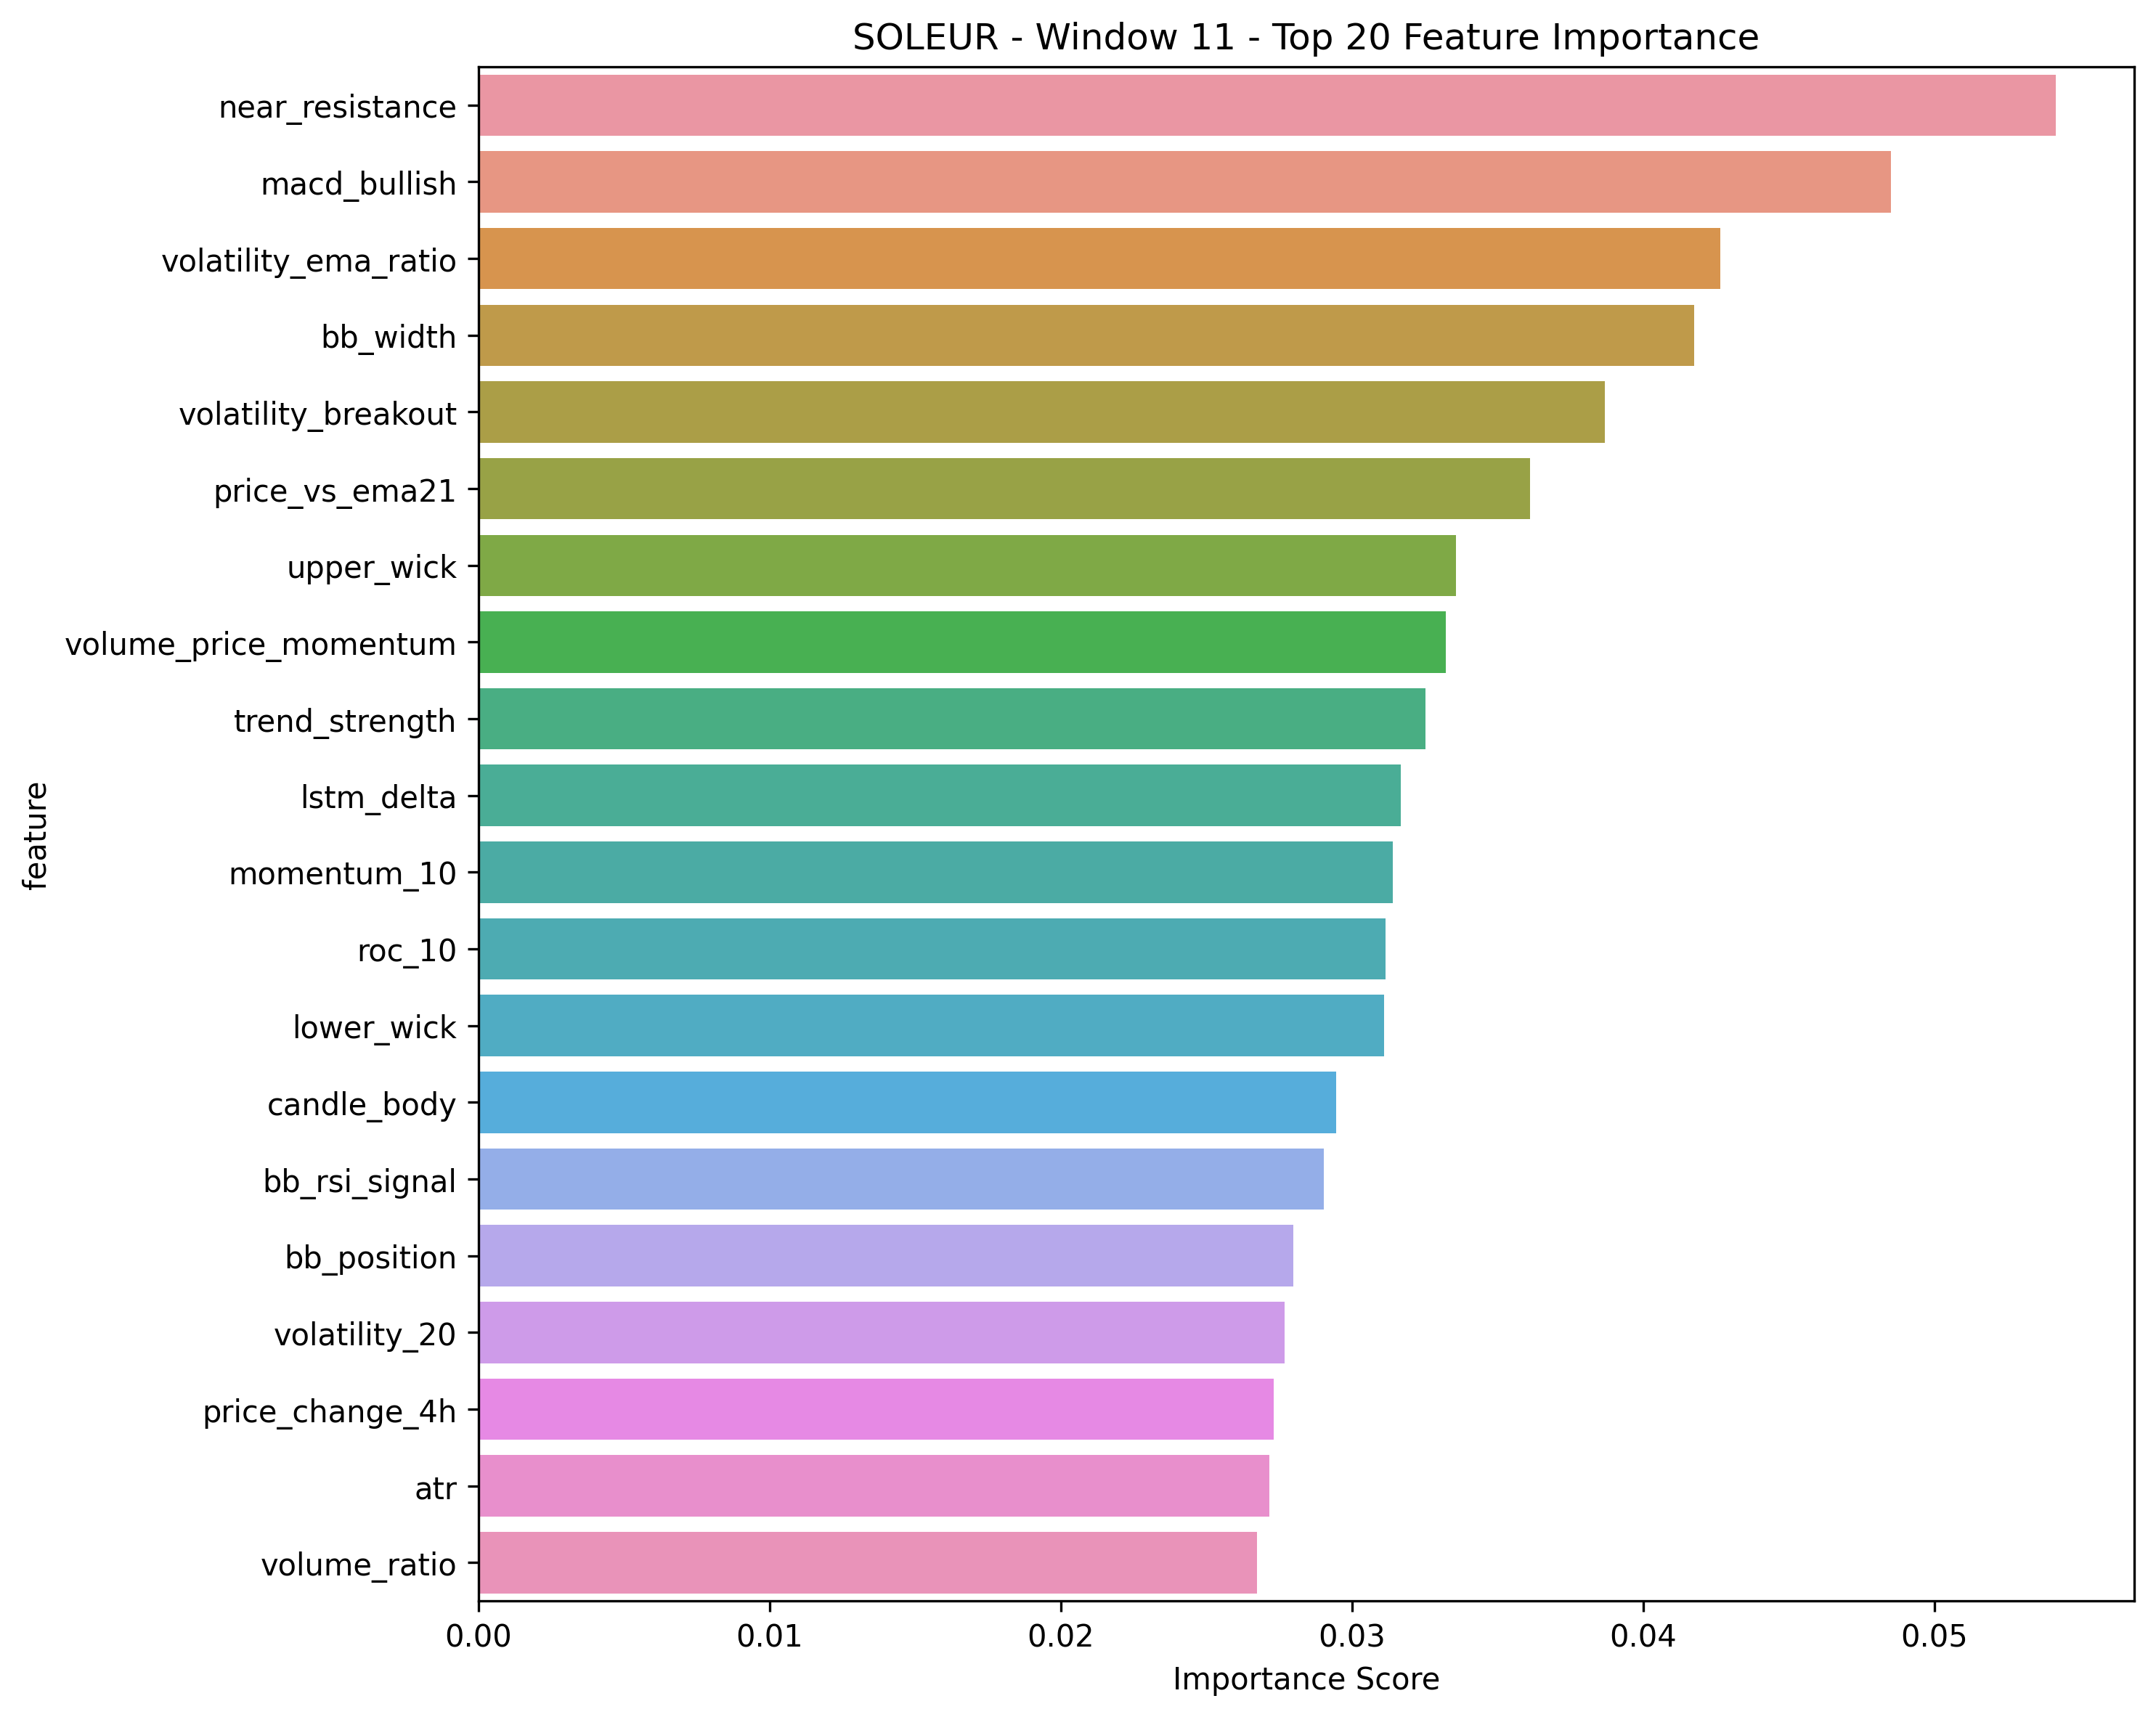 SOLEUR - Window 11 - Top 20 Feature Importance
near_resistance
macd_bullish
volatility_ema_ratio
bb_width
volatility_breakout
price_vs_ema21
upper_wick
volume_price_momentum
trend_strength
lstm_delta
momentum_10
roc_10
lower_wick
candle_body
bb_rsi_signal
bb_position
volatility_20
price_change_4h
atr
volume_ratio
feature
0.00 0.01 0.02 0.03 0.04 0.05
Importance Score